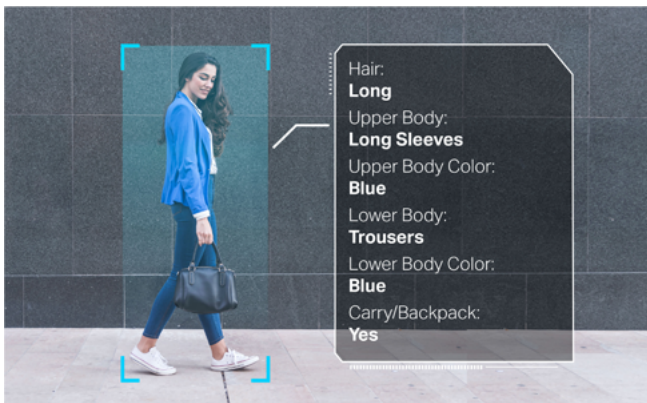 Hair:
Long
Upper Body:
Long Sleeves
Upper Body Color:
Blue
Lower Body:
Trousers
Lower Body Color:
Blue
Carry/Backpack:
Yes